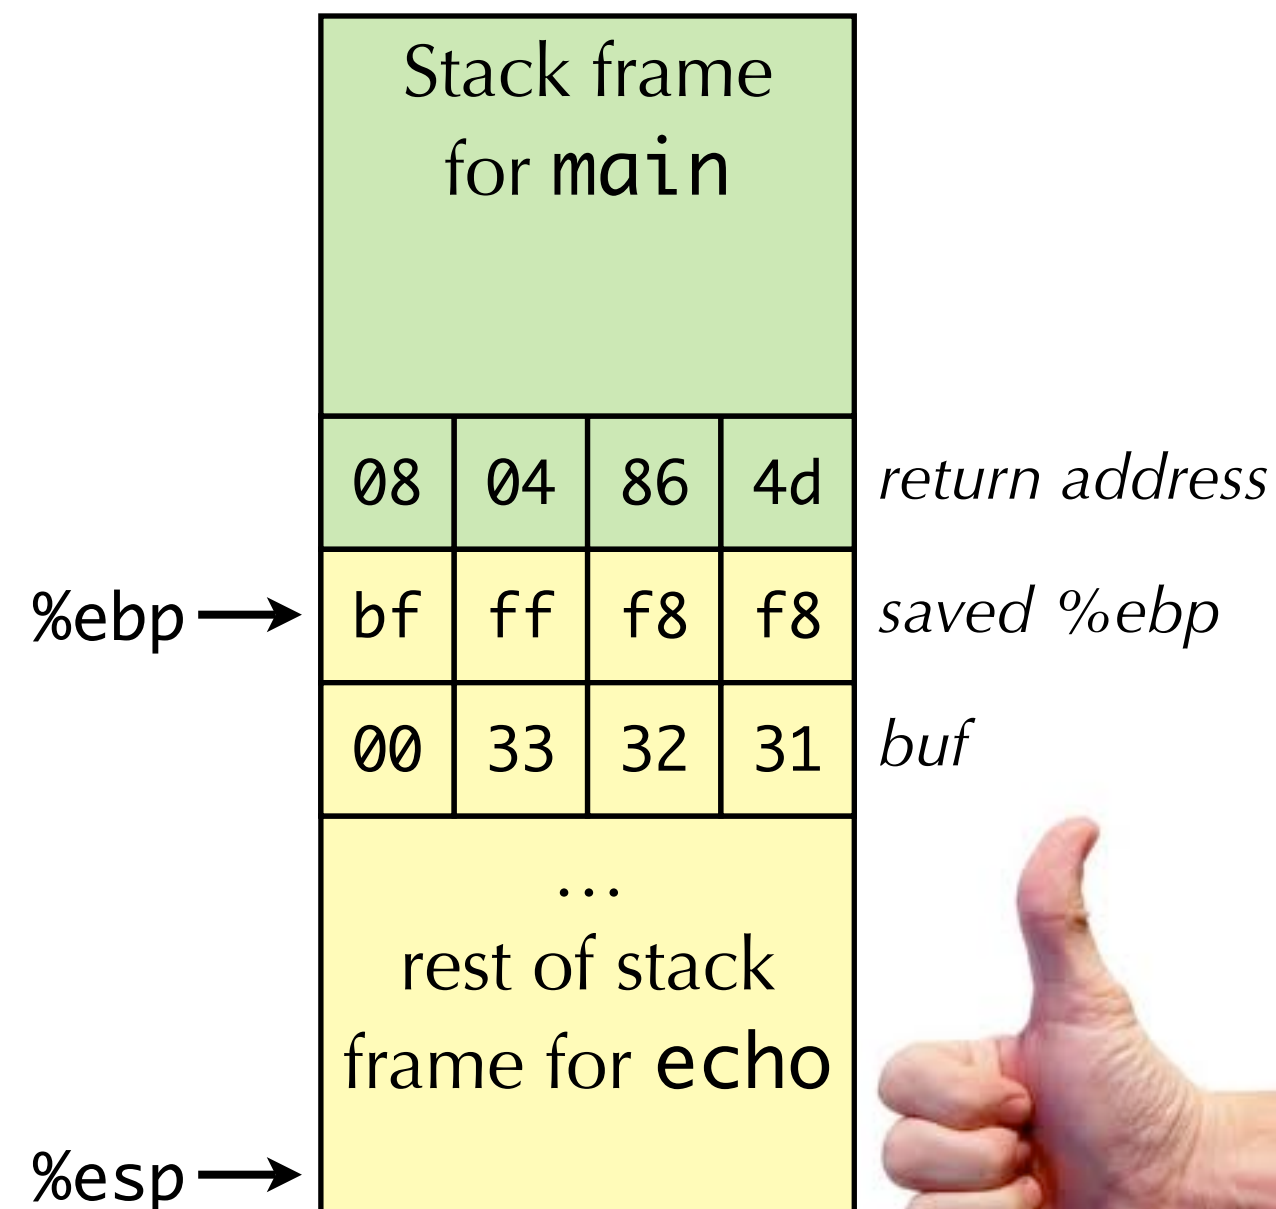 Stack frame
for main
08 04 86 4d return address
%ebp bf ff f8 f8 saved %ebp
00 33 32 31 buf
...
rest of stack
frame for echo
%esp